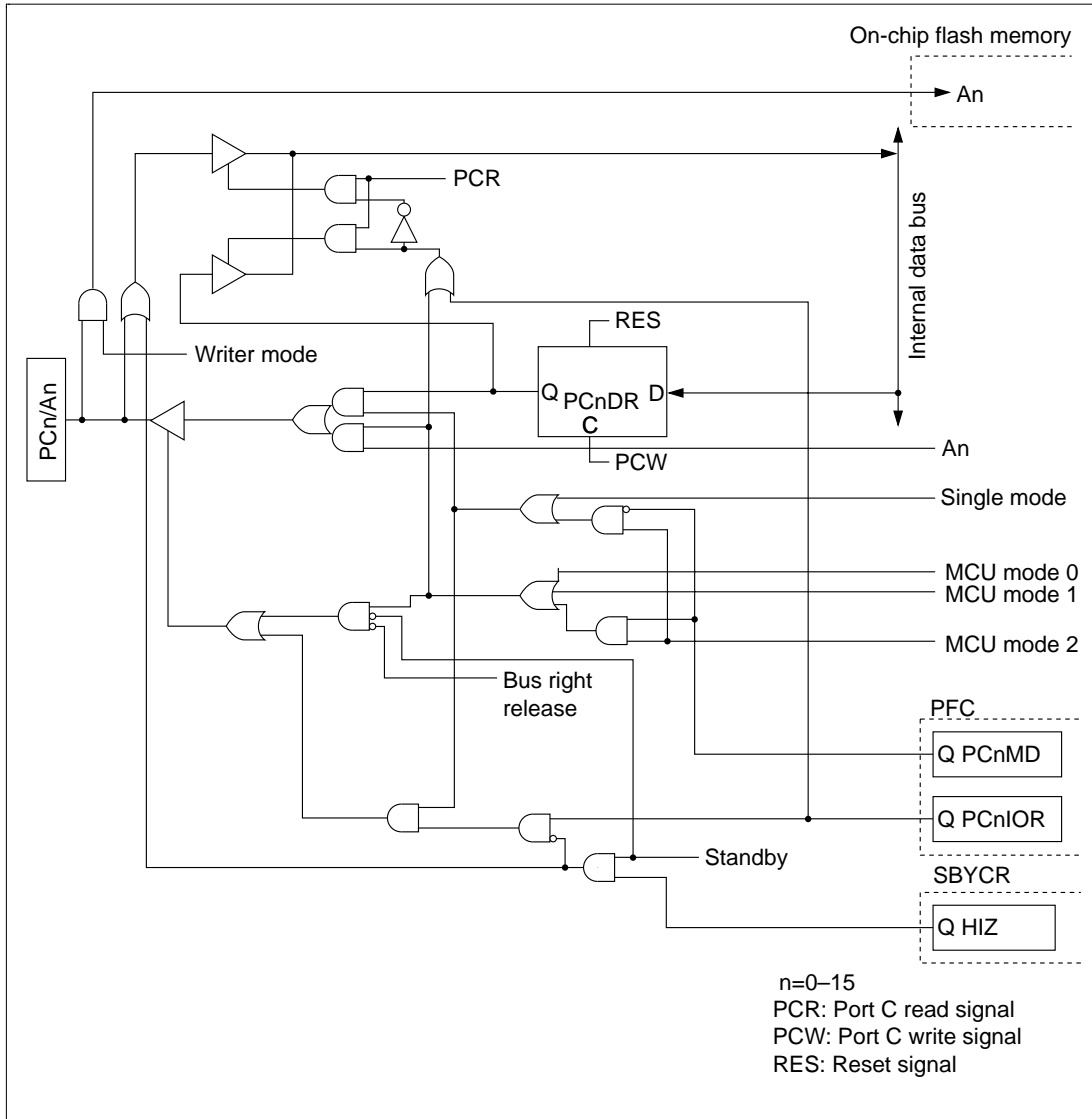 On-chip flash memory
An
PCR
Internal data bus
RES
Writer mode
Q
PCnDR
D
C
PCn/An
PCW
An
Single mode
MCU mode 0
MCU mode 1
MCU mode 2
Bus right
release
PFC
Q PCnMD
Q PCnIOR
Standby
SBYCR
Q HIZ
n=0–15
PCR: Port C read signal
PCW: Port C write signal
RES: Reset signal